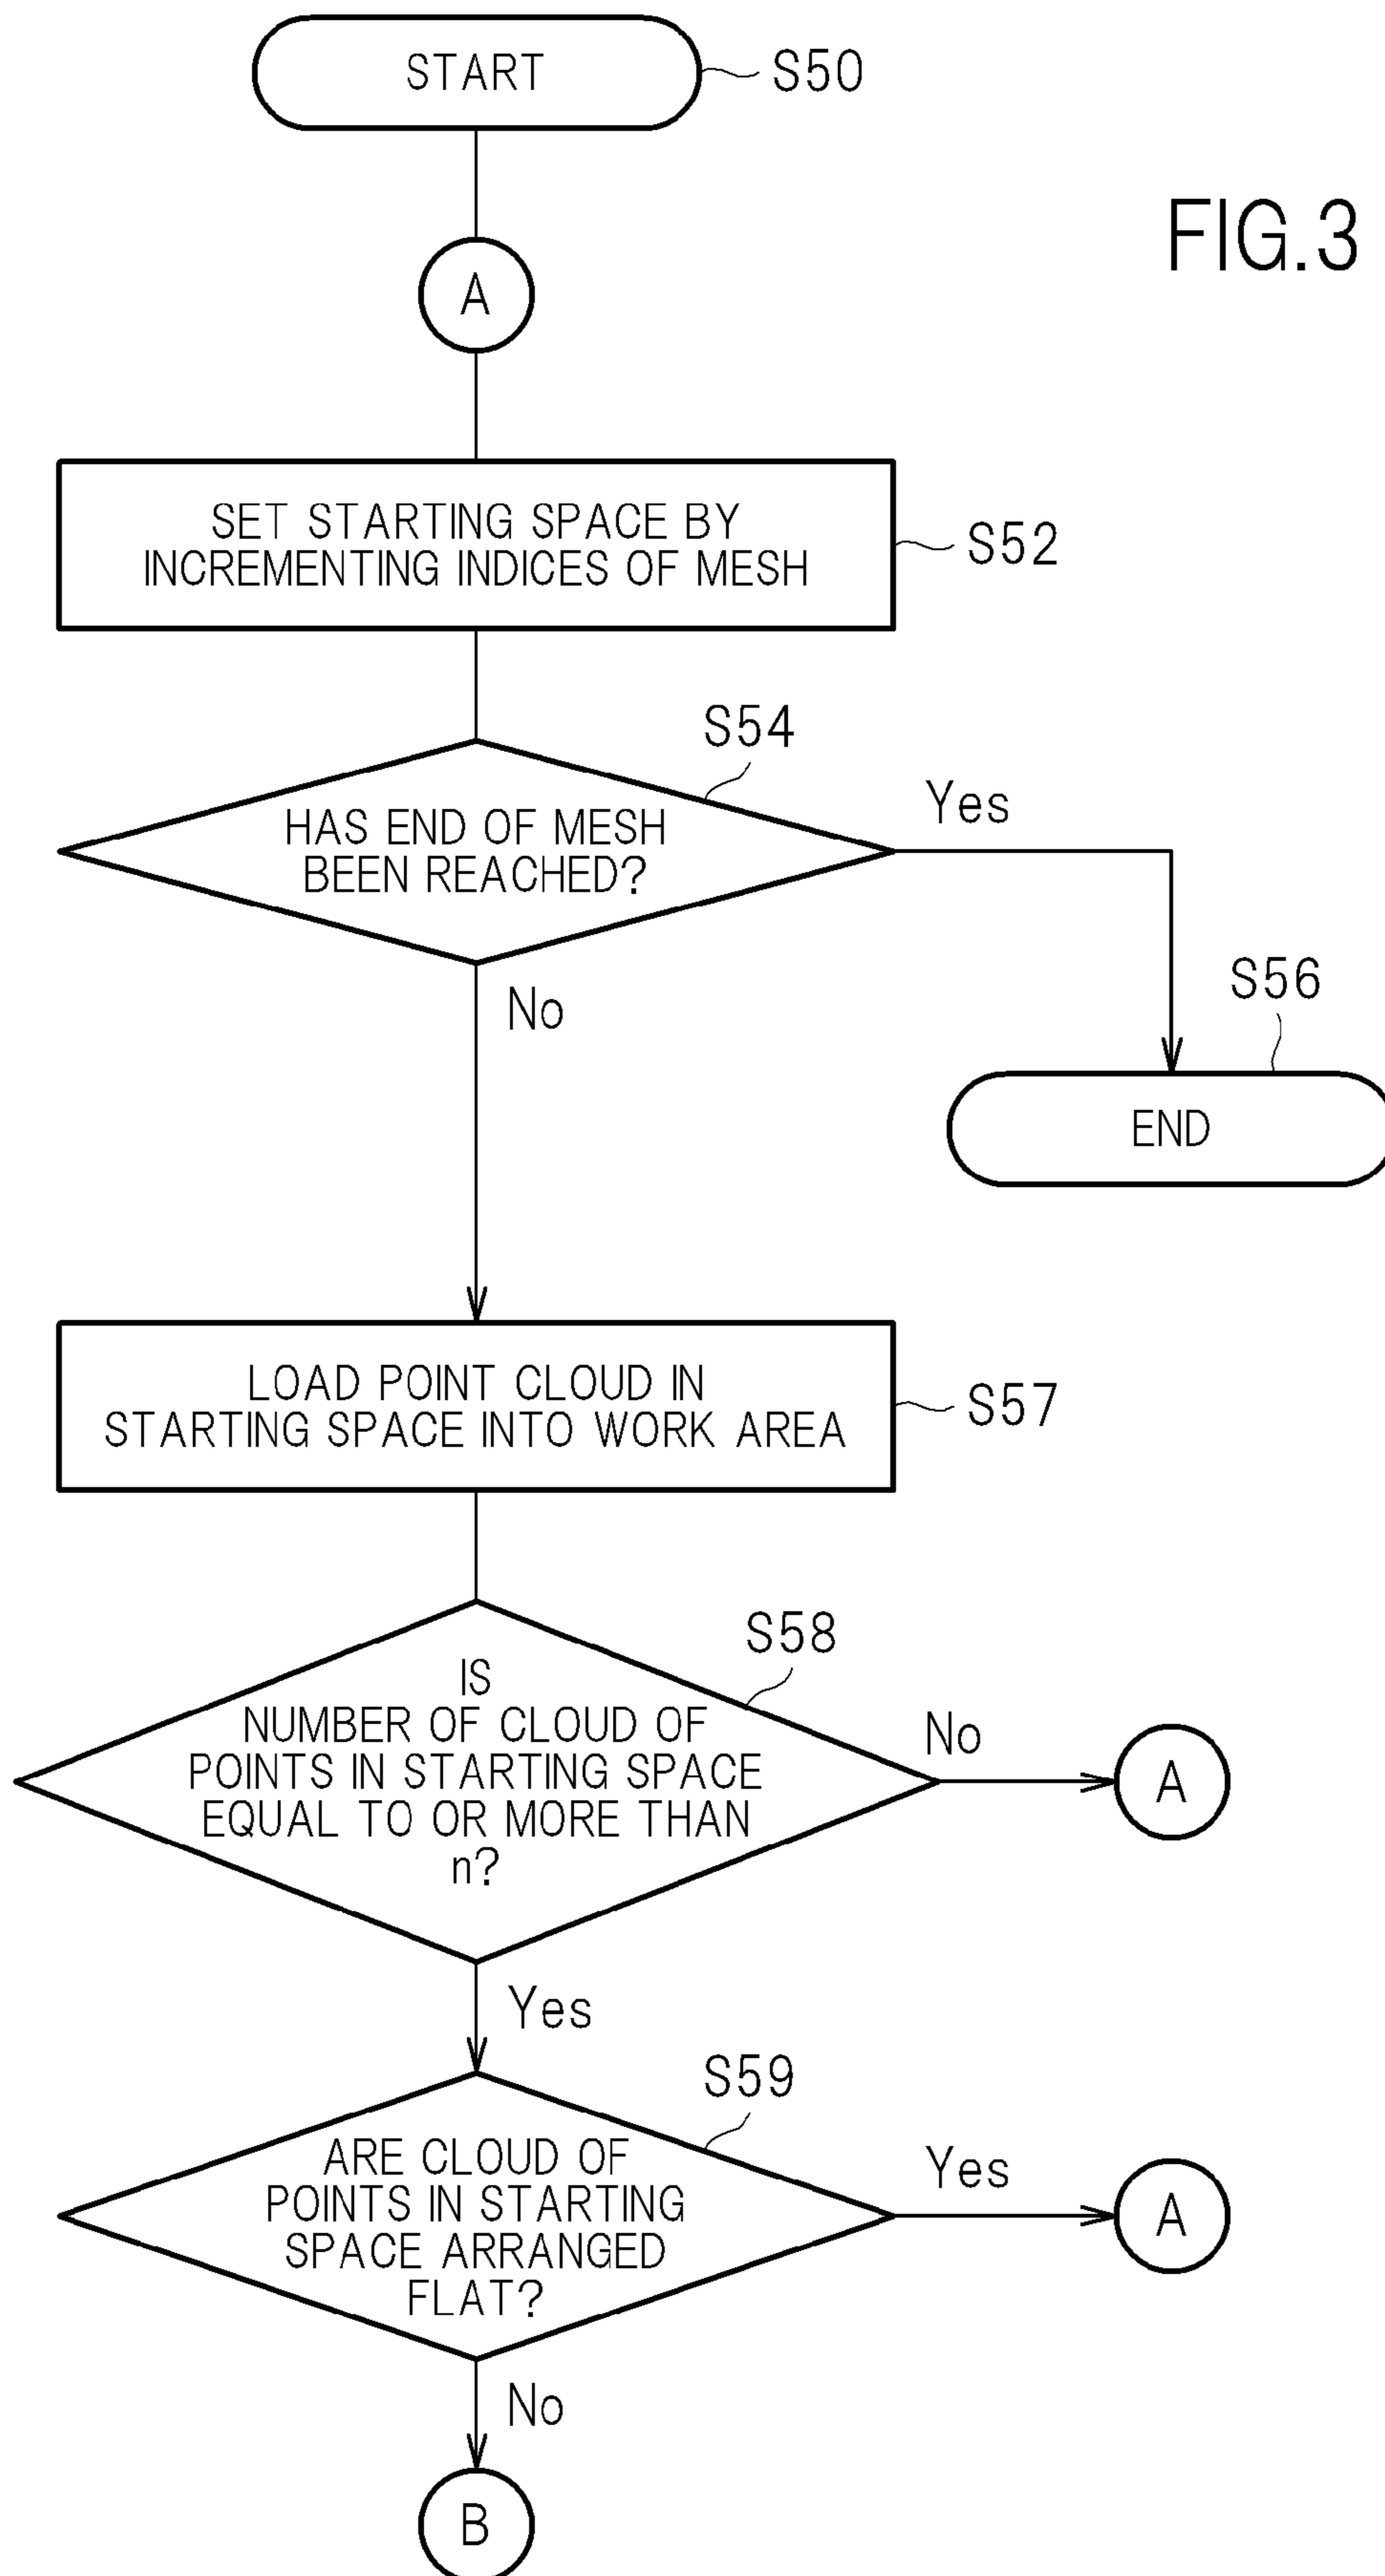 START
S50
FIG.3
A
SET STARTING SPACE BY
INCREMENTING INDICES OF MESH
S52
S54
HAS END OF MESH
BEEN REACHED?
Yes
No
S56
END
LOAD POINT CLOUD IN
STARTING SPACE INTO WORK AREA
S57
S58
IS
NUMBER OF CLOUD OF
POINTS IN STARTING SPACE
EQUAL TO OR MORE THAN
n?
No
A
Yes
S59
ARE CLOUD OF
POINTS IN STARTING
SPACE ARRANGED
FLAT?
Yes
A
No
B